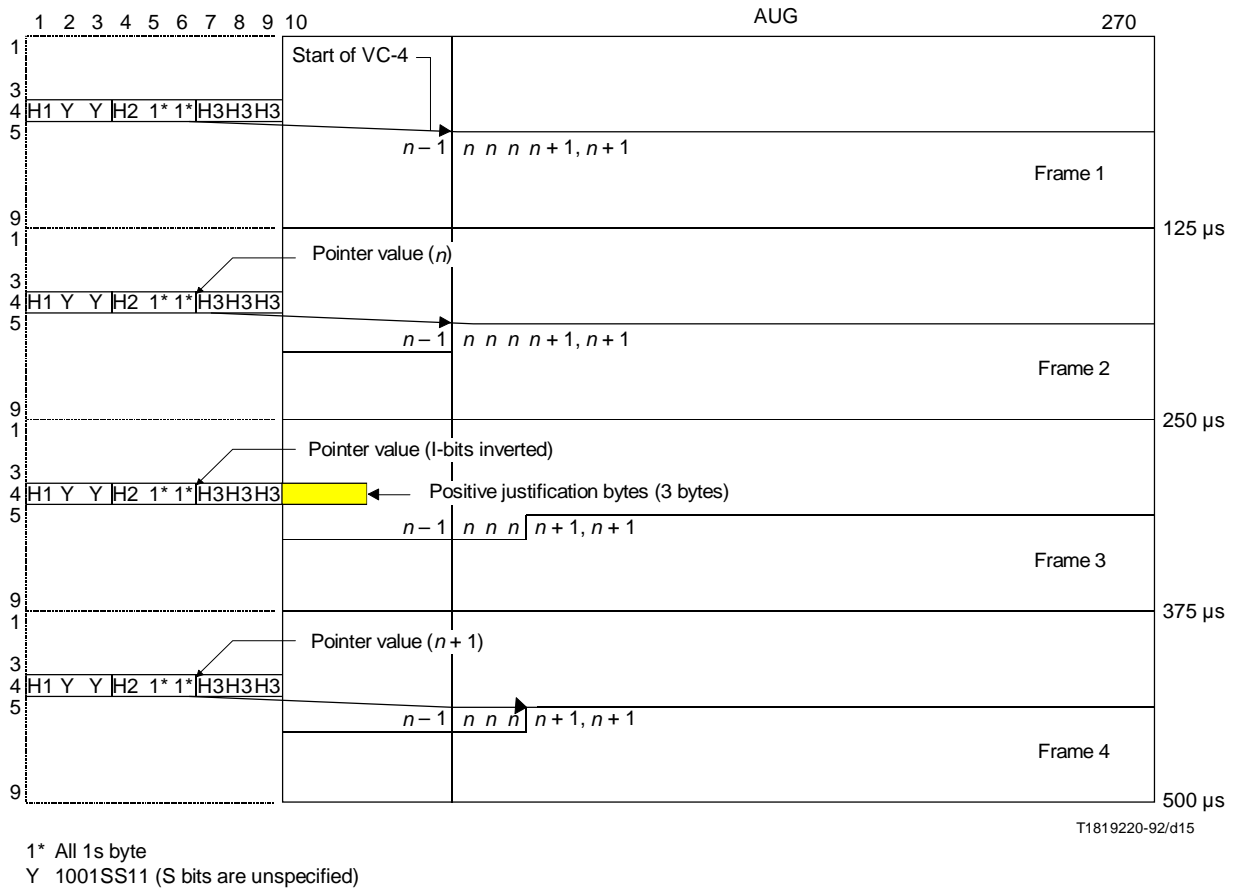 1 2 3 4 5 6 7 8 9 10 AUG 270
1
Start of VC-4
3
4 H1 Y Y H2 1* 1* H3 H3 H3
5
n – 1 n n n n + 1, n + 1
Frame 1
9
125 µs
1
Pointer value (n)
3
4 H1 Y Y H2 1* 1* H3 H3 H3
5
n – 1 n n n n + 1, n + 1
Frame 2
9
250 µs
1
Pointer value (I-bits inverted)
3
4 H1 Y Y H2 1* 1* H3 H3 H3 Positive justification bytes (3 bytes)
5
n – 1 n n n n + 1, n + 1
Frame 3
9
375 µs
1
Pointer value (n + 1)
3
4 H1 Y Y H2 1* 1* H3 H3 H3
5
n – 1 n n n n + 1, n + 1
Frame 4
9
500 µs
T1819220-92/d15
1* All 1s byte
Y 1001SS11 (S bits are unspecified)